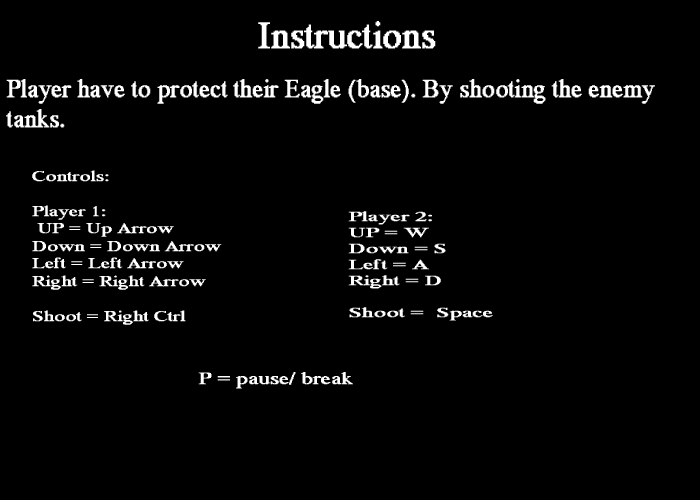 Instructions
Player have to protect their Eagle (base). By shooting the enemy
tanks.
Controls:
Player 1:
UP = Up Arrow
Down = Down Arrow
Left = Left Arrow
Right = Right Arrow
Shoot = Right Ctrl
Player 2:
UP = W
Down = S
Left = A
Right = D
Shoot = Space
P = pause/ break